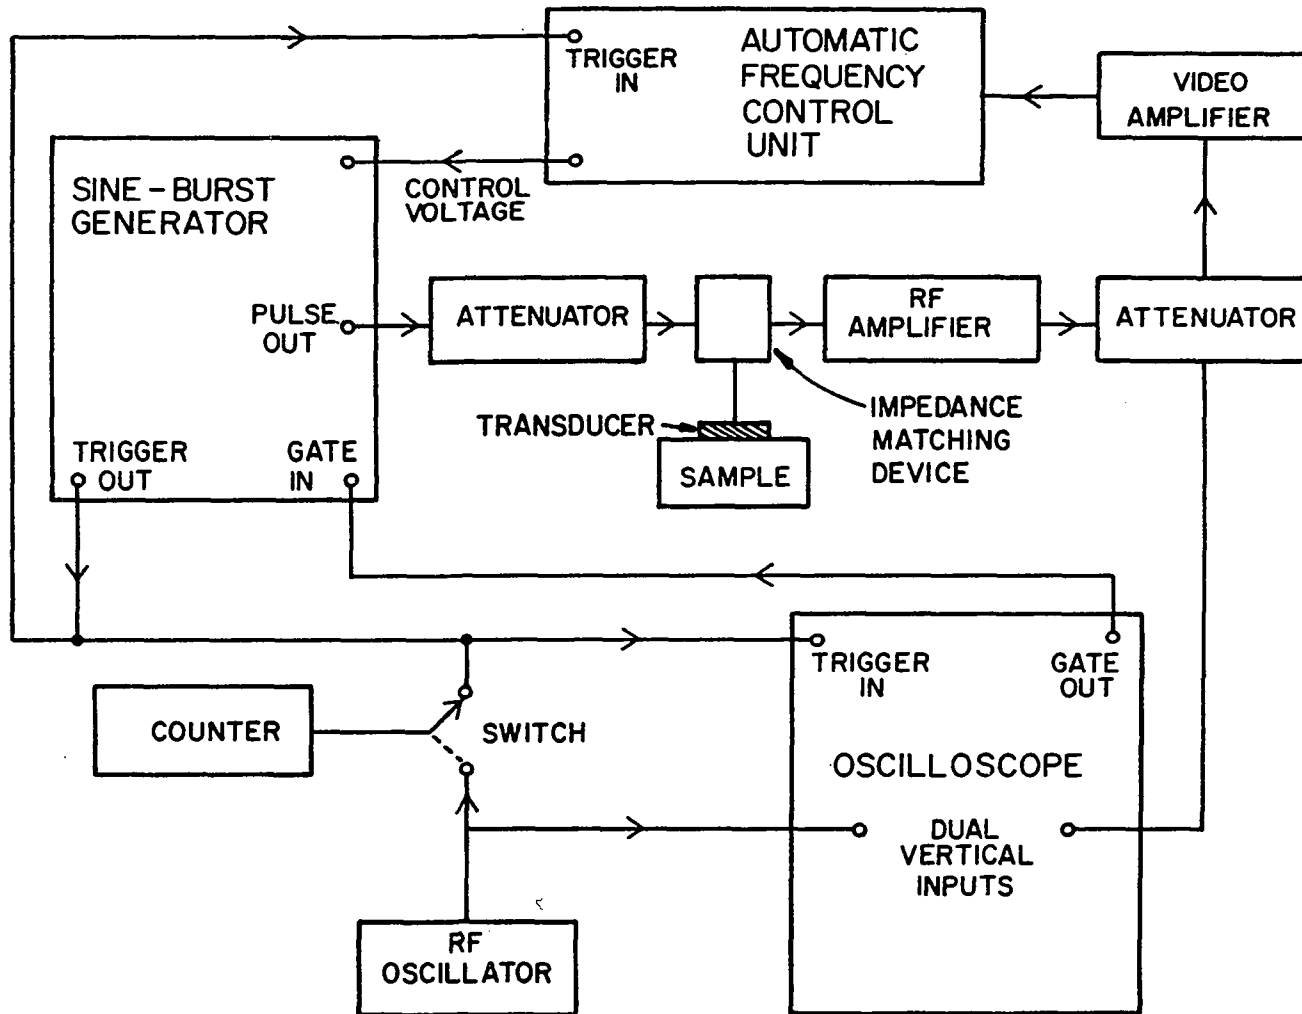 AUTOMATIC
FREQUENCY
CONTROL
UNIT
TRIGGER
IN
VIDEO
AMPLIFIER
CONTROL
VOLTAGE
SINE-BURST
GENERATOR
PULSE
OUT
TRIGGER
OUT
GATE
IN
ATTENUATOR
RF
AMPLIFIER
ATTENUATOR
TRANSDUCER
SAMPLE
IMPEDANCE
MATCHING
DEVICE
COUNTER
SWITCH
TRIGGER
IN
GATE
OUT
OSCILLOSCOPE
DUAL
VERTICAL
INPUTS
RF
OSCILLATOR